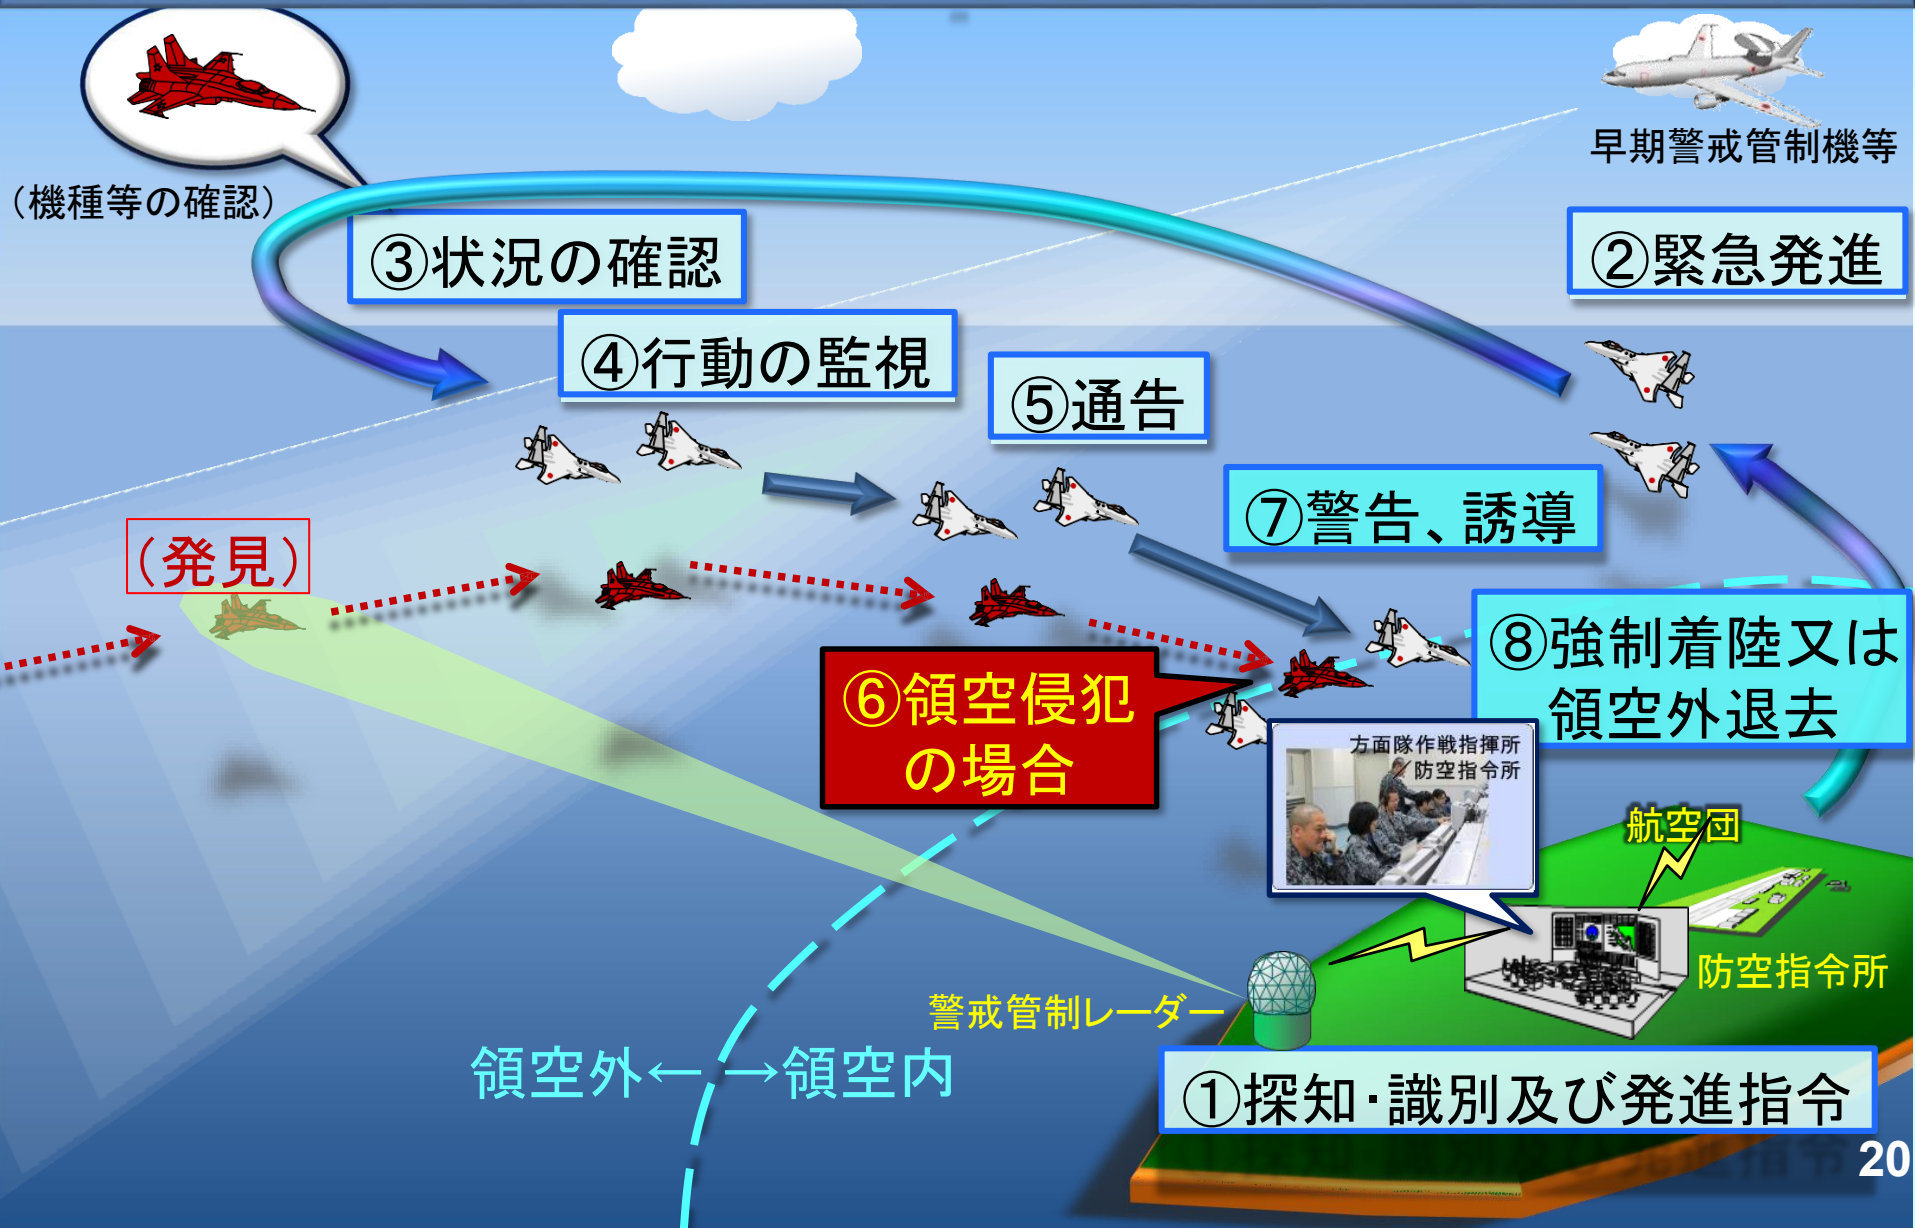 早期警戒管制機等
（機種等の確認）
②緊急発進
③状況の確認
④行動の監視
⑤通告
⑦警告、誘導
（発見）
⑧強制着陸又は
領空外退去
⑥領空侵犯
の場合
方面隊作戦指揮所
／防空指令所
航空団
防空指令所
警戒管制レーダー
領空外←→領空内
①探知･識別及び発進指令
20